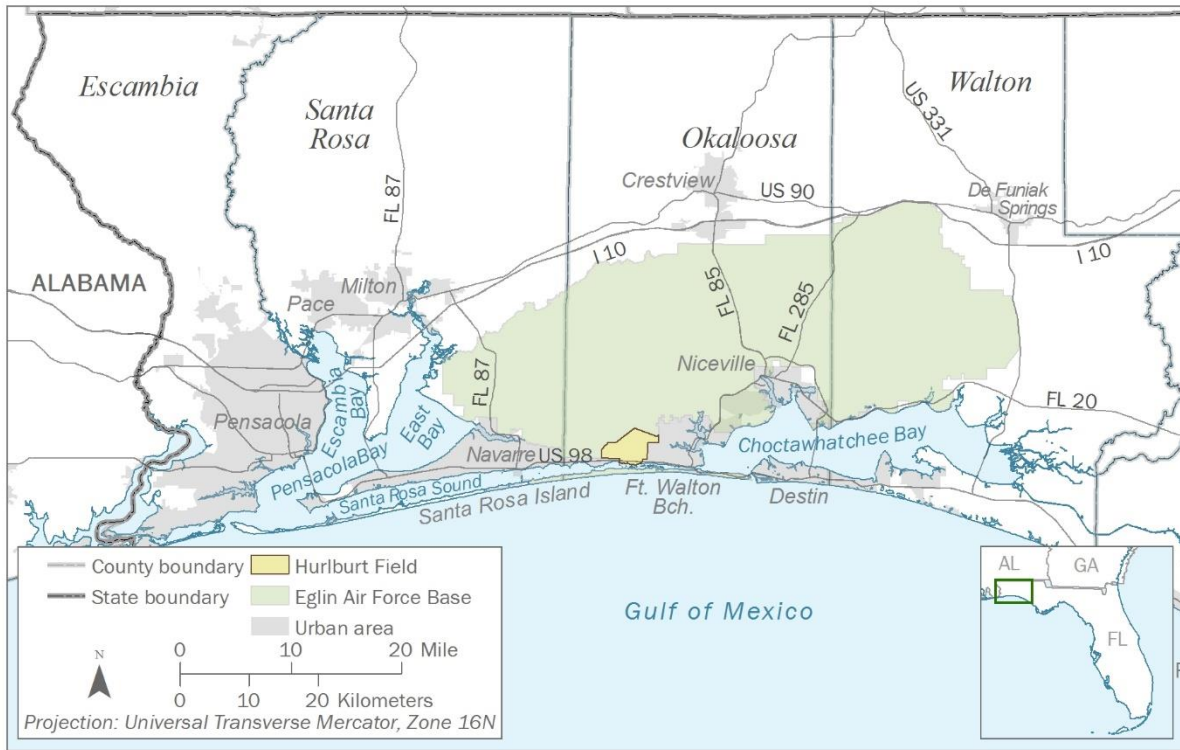 Escambia
Santa
Rosa
Okaloosa
Walton
US 331
FL 87
Crestview
US 90
De Funiak
Springs
I 10
I 10
ALABAMA
Milton
Pace
FL 85
FL 285
Niceville
FL 87
FL 20
Pensacola
Escambia
Bay
East
Bay
Choctawhatchee Bay
Navarre
US 98
Pensacola Bay
Santa Rosa Sound
Santa Rosa Island
Ft. Walton
Bch.
Destin
County boundary
State boundary
Hurlburt Field
Eglin Air Force Base
Urban area
N
0 10 20 Mile
0 10 20 Kilometers
Projection: Universal Transverse Mercator, Zone 16N
Gulf of Mexico
AL
GA
FL